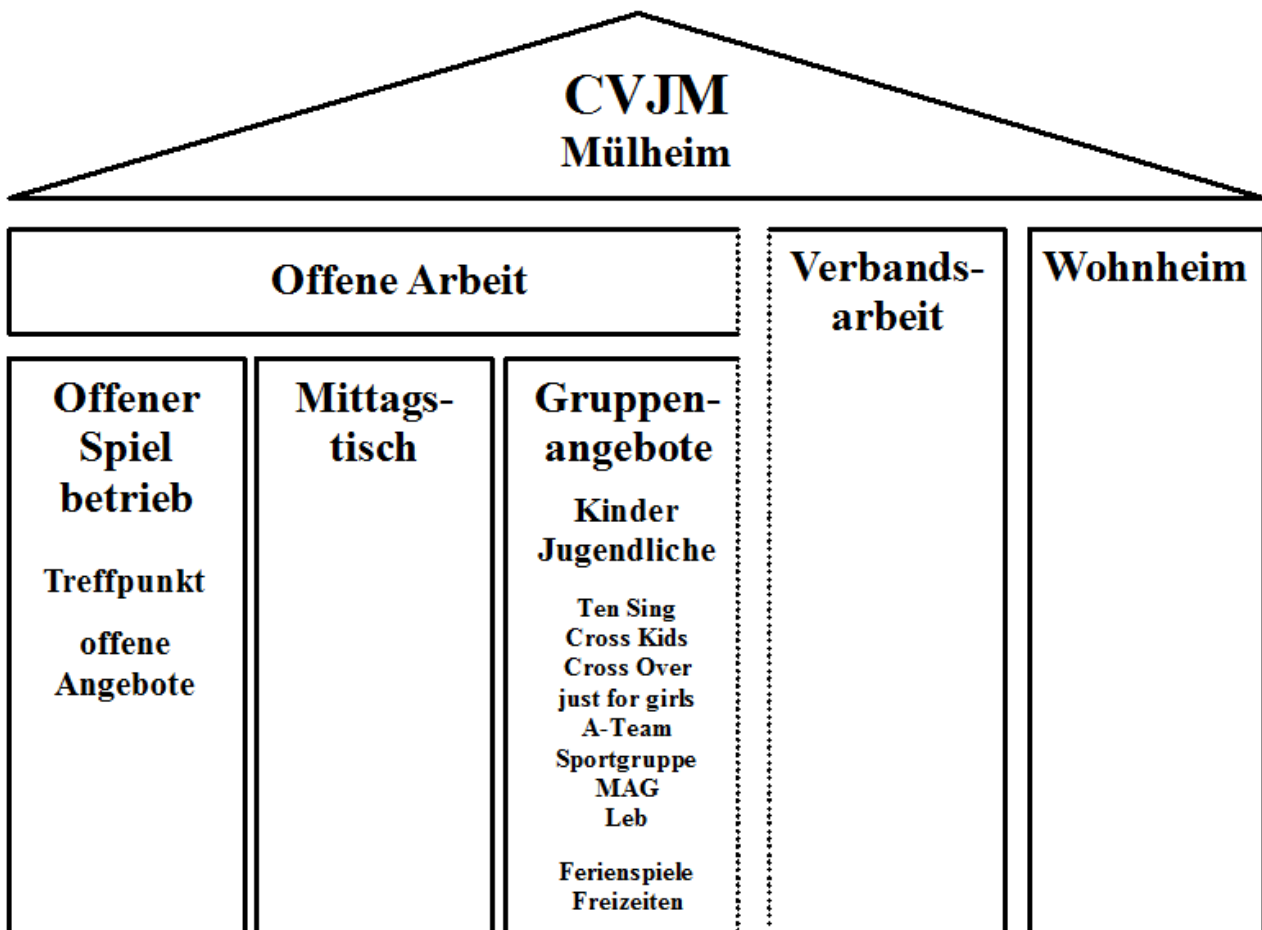 CVJM
Mülheim
Offene Arbeit
Verbands-
arbeit
Wohnheim
Offener
Spiel
betrieb
Treffpunkt
offene
Angebote
Mittags-
tisch
Gruppen-
angebote
Kinder
Jugendliche
Ten Sing
Cross Kids
Cross Over
just for girls
A-Team
Sportgruppe
MAG
Leb
Ferienspiele
Freizeiten